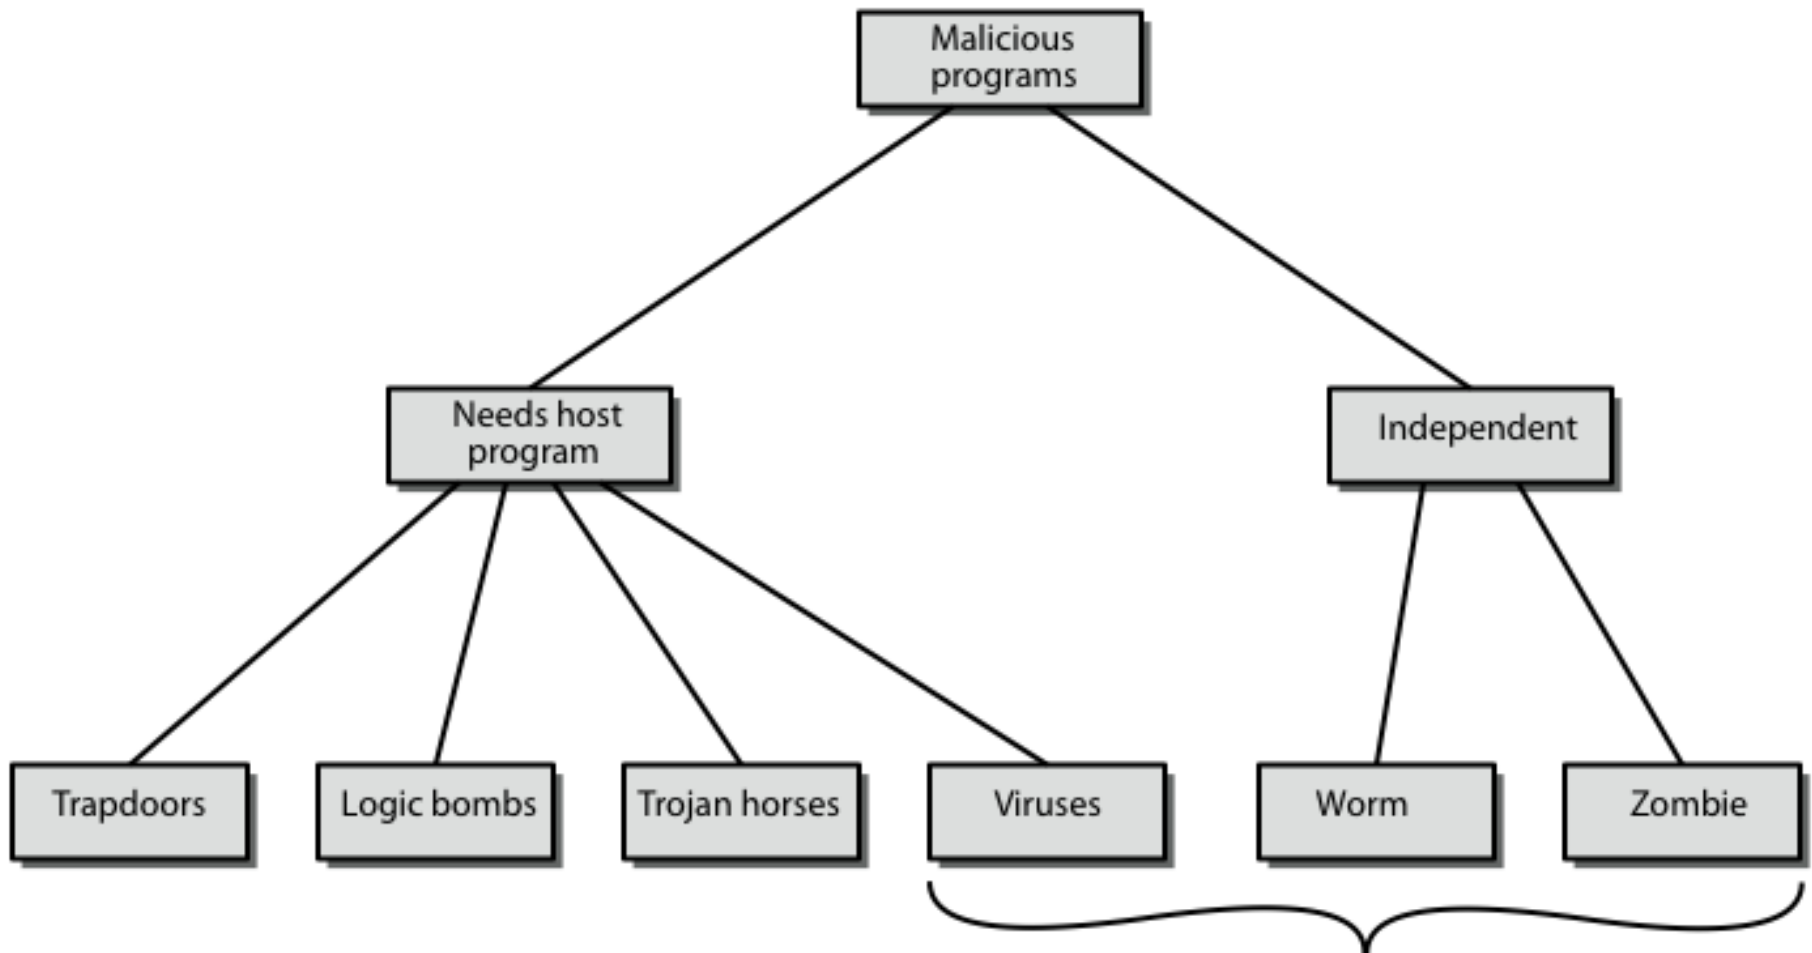 Malicious
programs
Needs host
program
Independent
Trapdoors
Logic bombs
Trojan horses
Viruses
Worm
Zombie